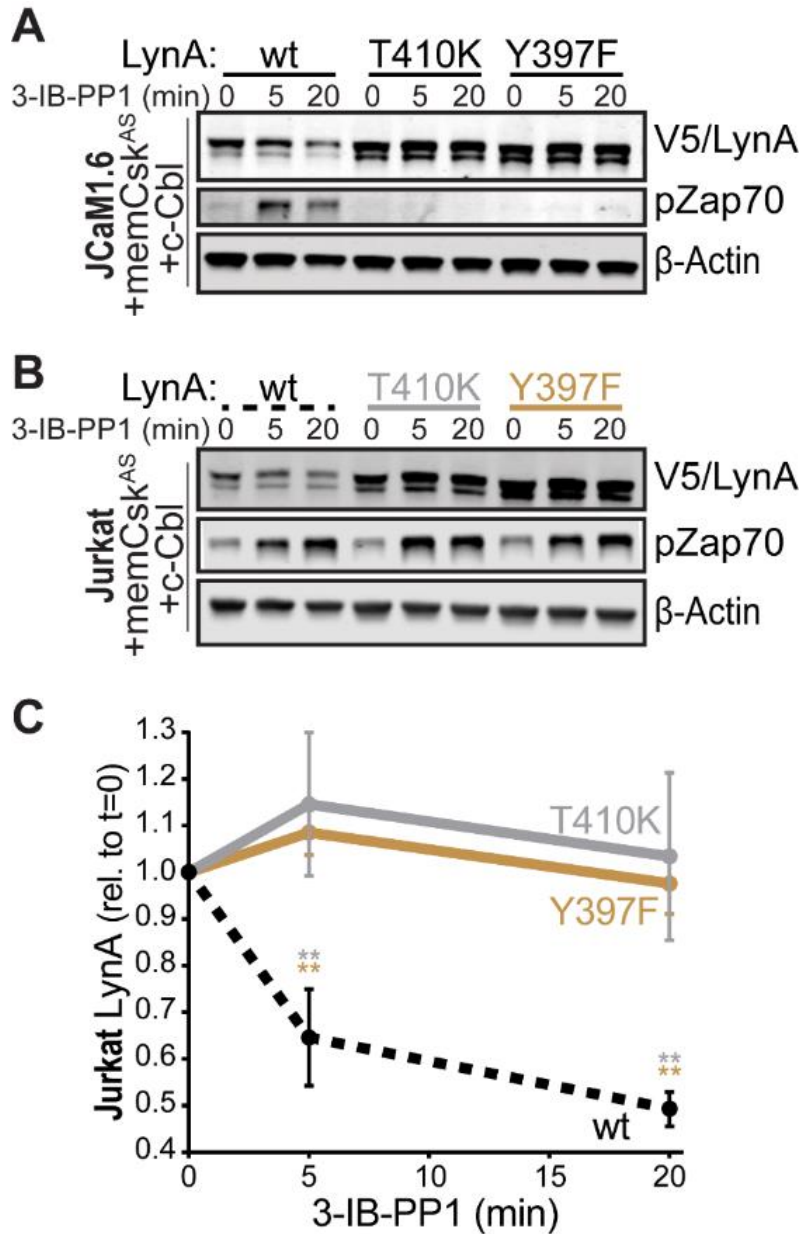 A
LynA: wt T410K Y397F
3-IB-PP1 (min) 0 5 20 0 5 20 0 5 20
JCaM1.6
+memCskAS
+c-Cbl
V5/LynA
pZap70
β-Actin
B
LynA: wt T410K Y397F
3-IB-PP1 (min) 0 5 20 0 5 20 0 5 20
Jurkat
+memCskAS
+c-Cbl
V5/LynA
pZap70
β-Actin
C
Jurkat LynA (rel. to t=0)
1.3
1.2
1.1
1.0
0.9
0.8
0.7
0.6
0.5
0.4
T410K
Y397F
**
**
**
**
wt
0 5 10 15 20
3-IB-PP1 (min)